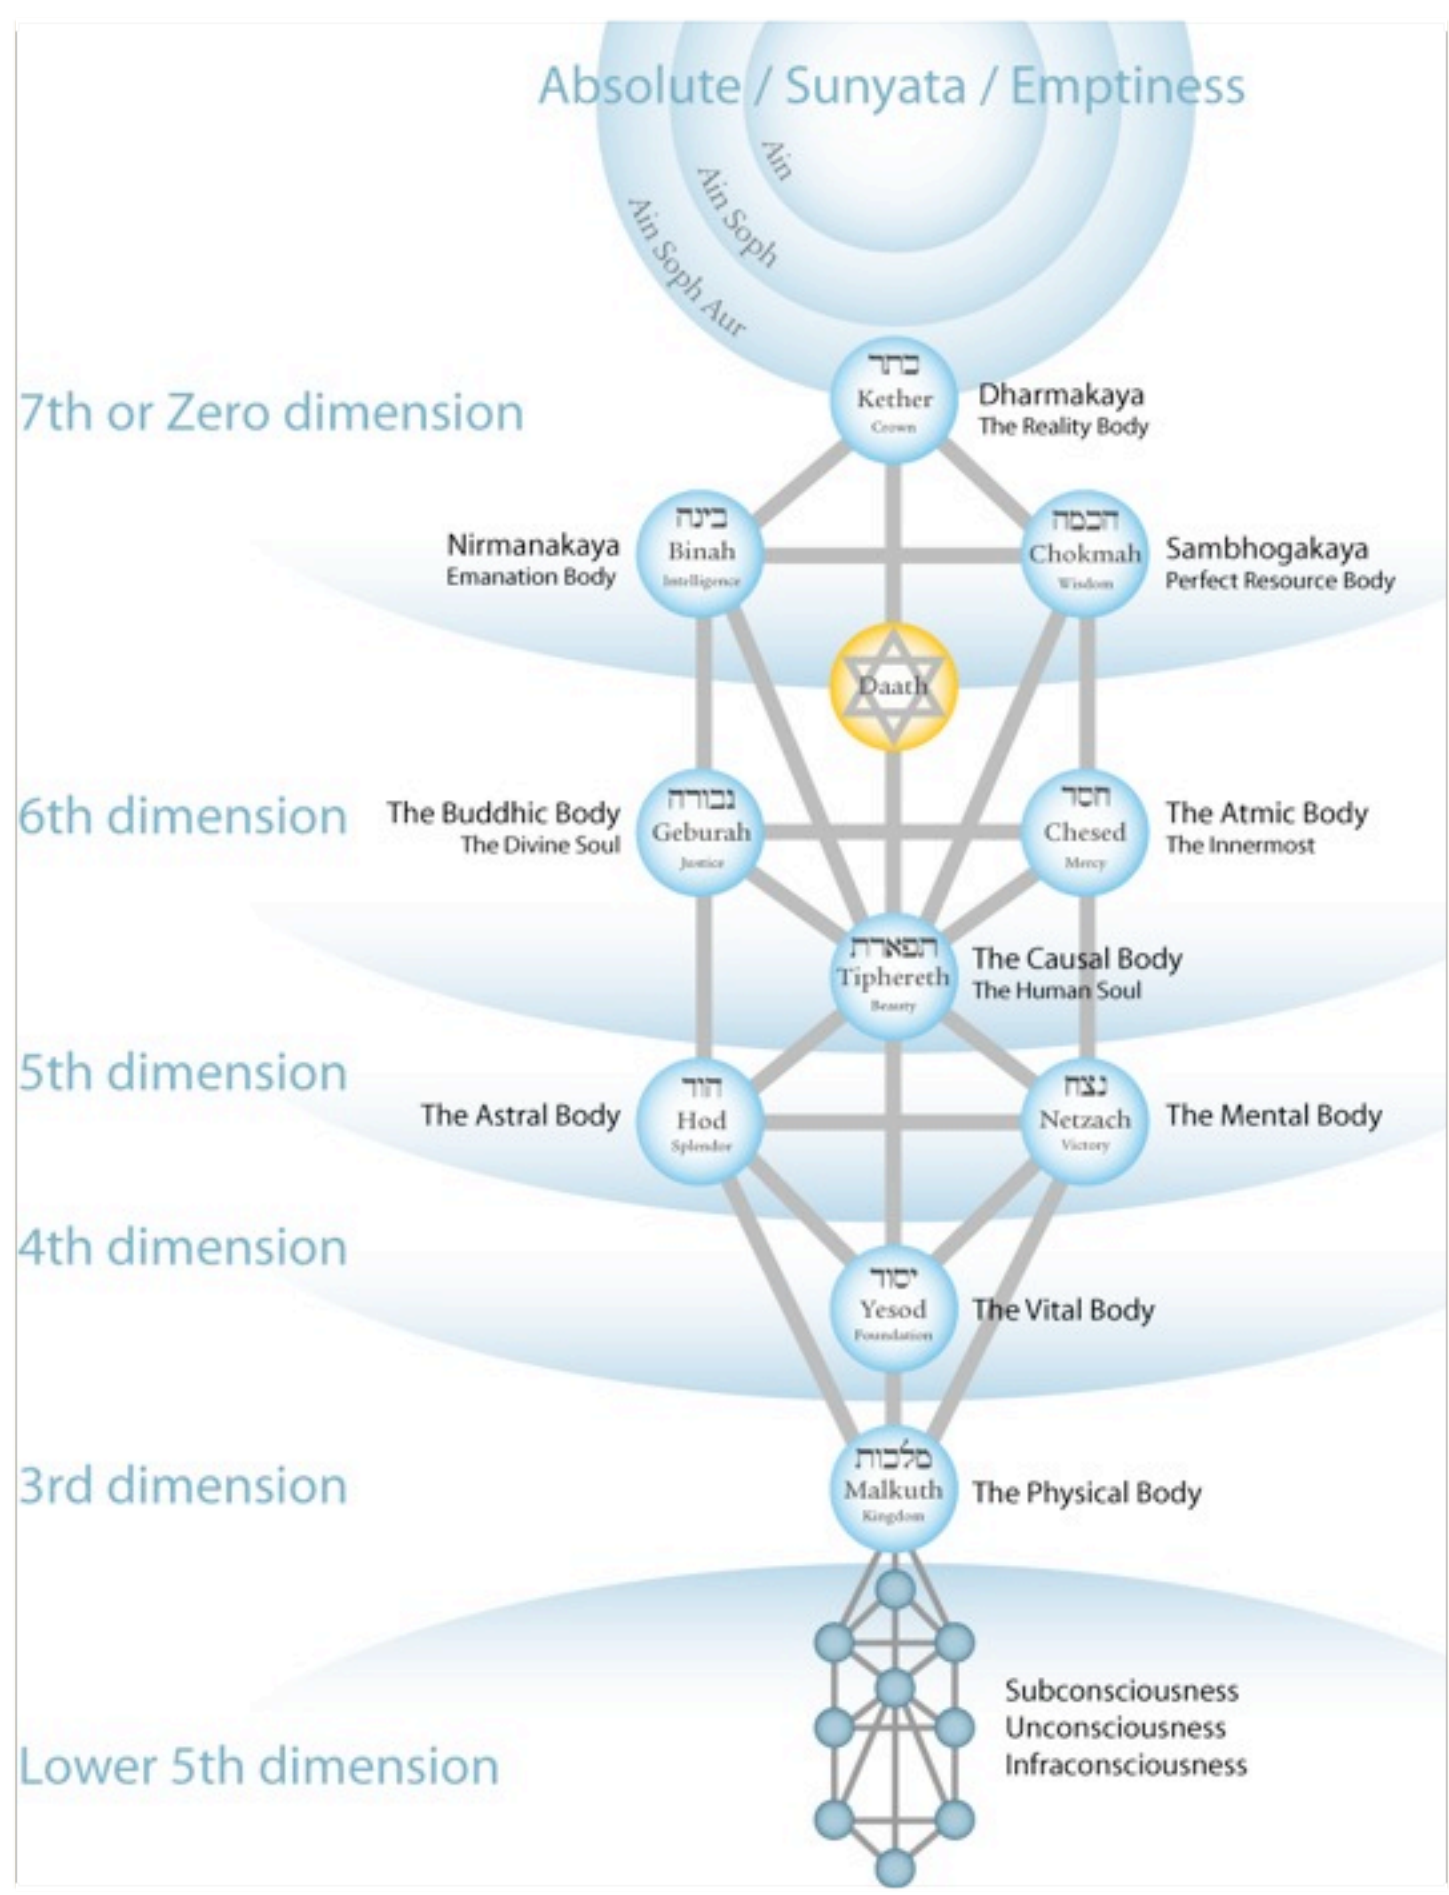 Absolute / Sunyata / Emptiness
Ain
Ain Soph
Ain Soph Aur
7th or Zero dimension
כתר
Kether
Crown
Dharmakaya
The Reality Body
Nirmanakaya
Emanation Body
בינה
Binah
Intelligence
חכמה
Chokmah
Wisdom
Sambhogakaya
Perfect Resource Body
Daath
6th dimension
The Buddhic Body
The Divine Soul
גבורה
Geburah
Justice
חסד
Chesed
Mercy
The Atmic Body
The Innermost
תפארת
Tiphereth
Beauty
The Causal Body
The Human Soul
5th dimension
The Astral Body
הוד
Hod
Splendor
נצח
Netzach
Victory
The Mental Body
4th dimension
יסוד
Yesod
Foundation
The Vital Body
3rd dimension
מלכות
Malkuth
Kingdom
The Physical Body
Lower 5th dimension
Subconsciousness
Unconsciousness
Infraconsciousness